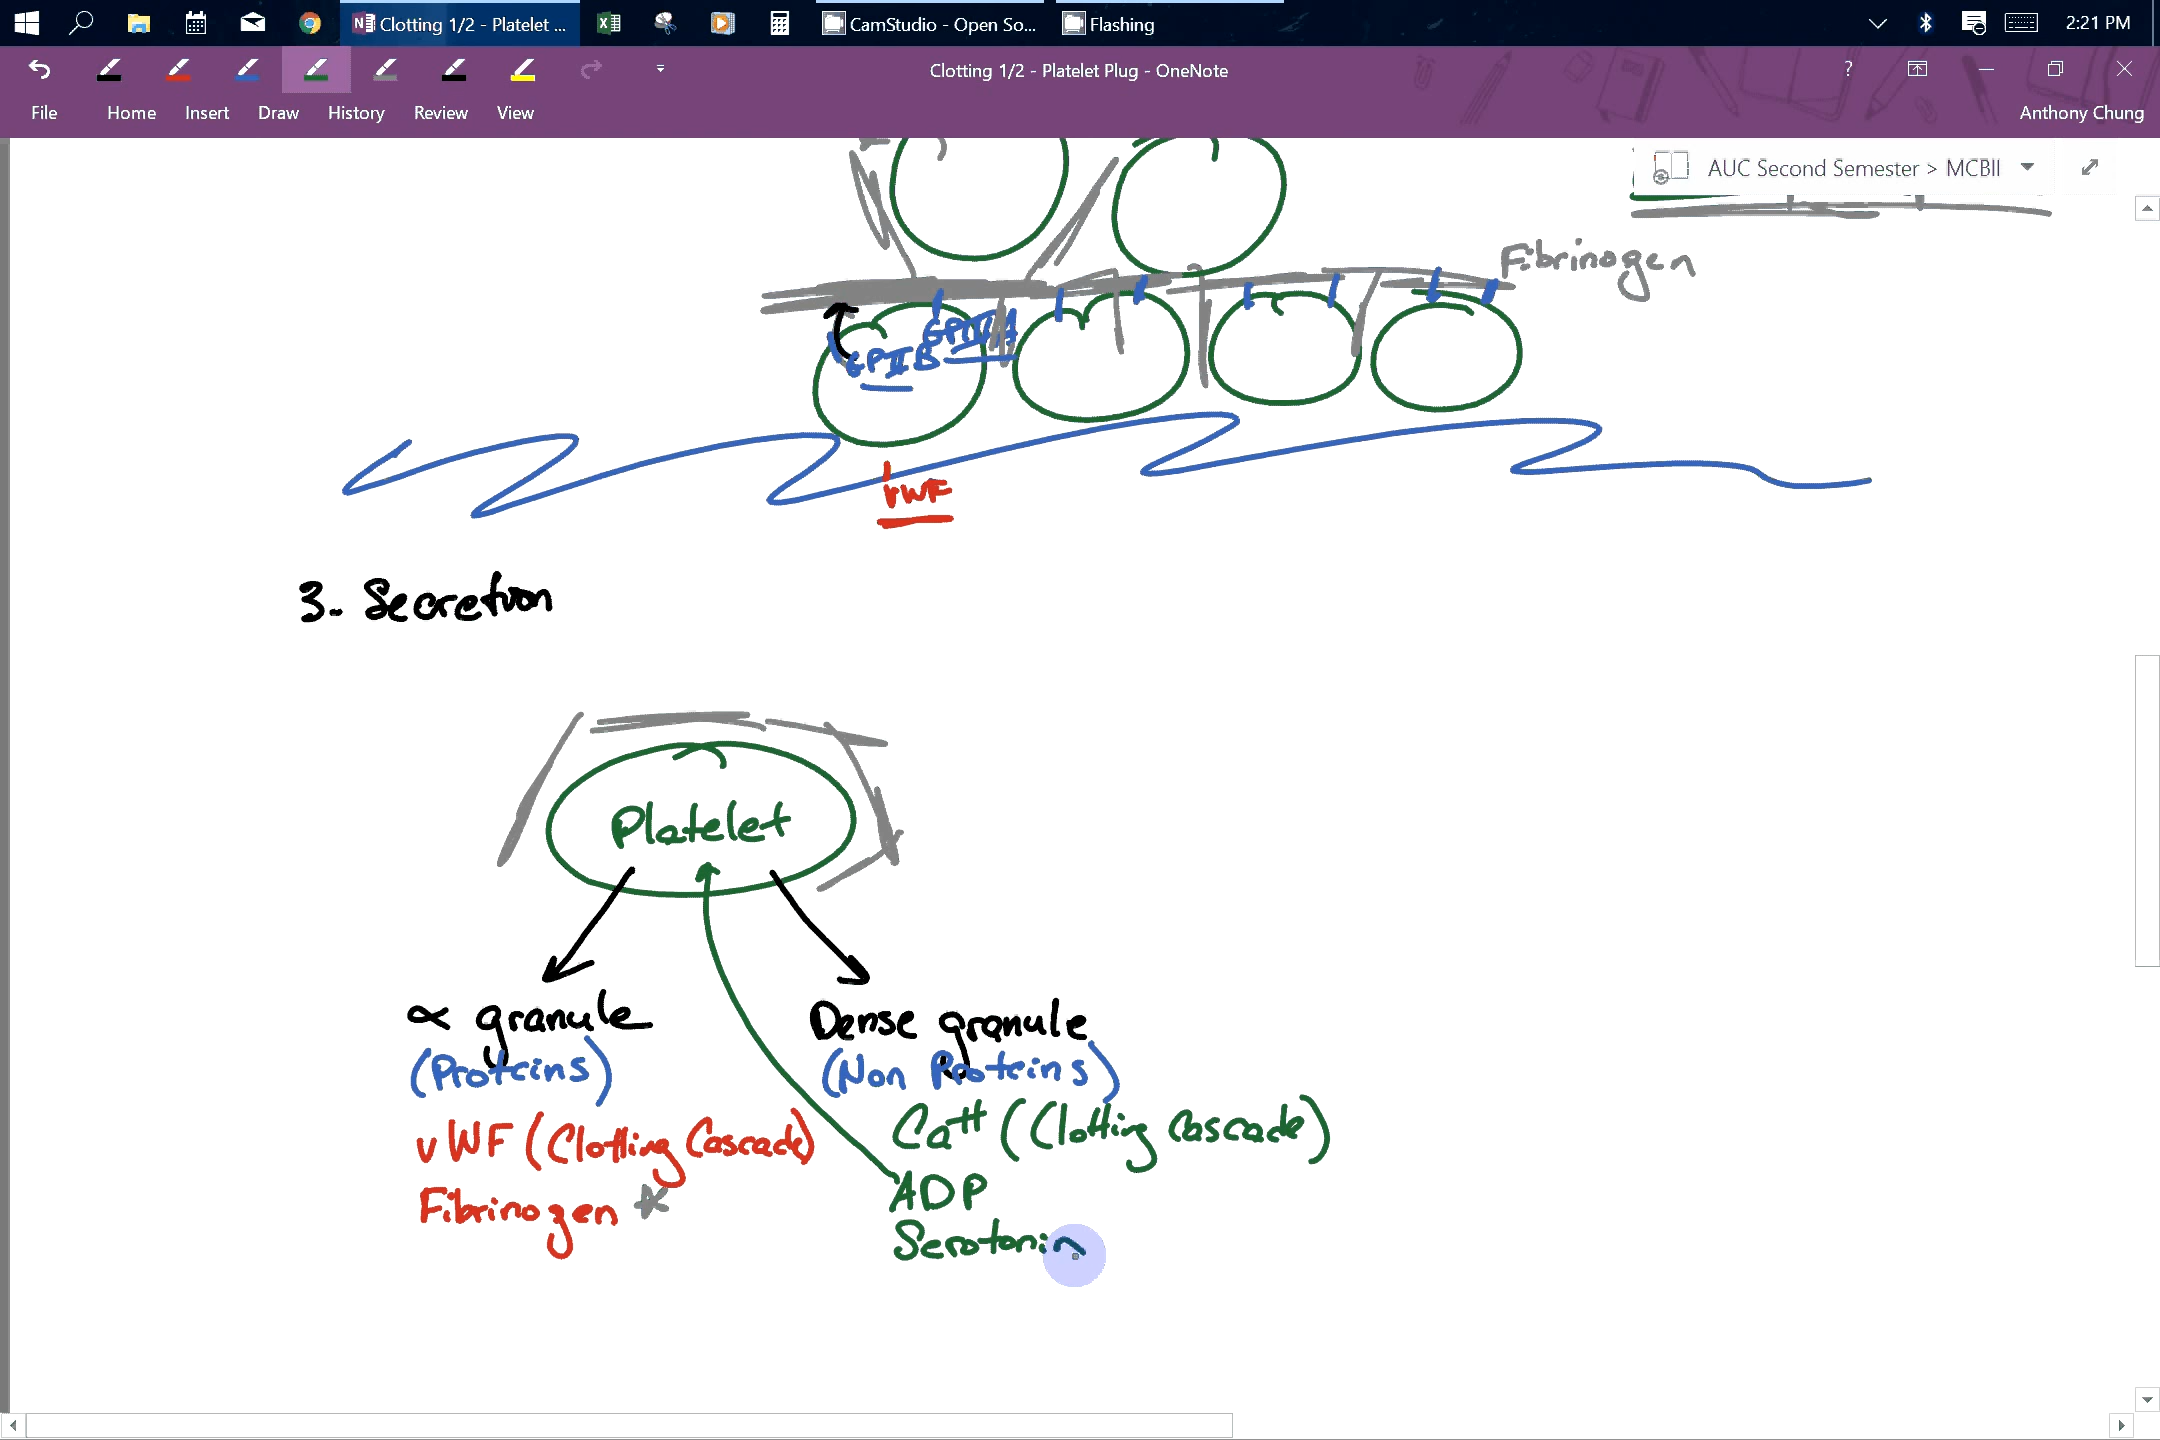 Clotting 1/2 - Platelet ...
CamStudio - Open So...
Flashing
2:21 PM
Clotting 1/2 - Platelet Plug - OneNote
?
File Home Insert Draw History Review View
Anthony Chung
AUC Second Semester > MCBII
Fibrinogen
GPIIIA
GPIIB
vWF
3. Secretion
Platelet
∝ granule
(Proteins)
vWF (Clotting Cascade)
Fibrinogen *
Dense granule
(Non Proteins)
Ca++ (Clotting Cascade)
ADP
Serotonin